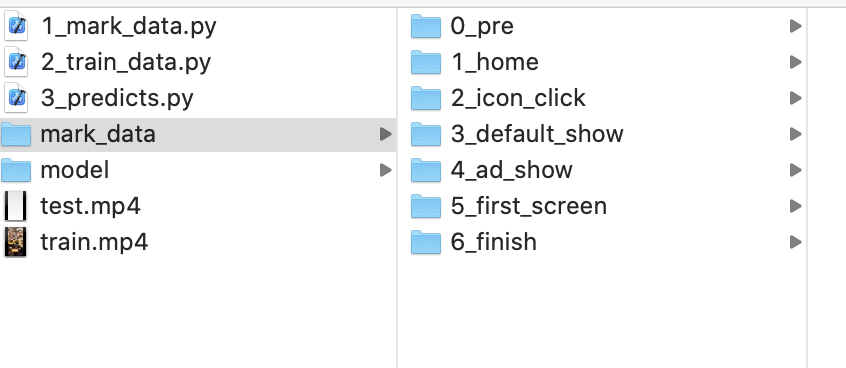 1_mark_data.py
2_train_data.py
3_predicts.py
mark_data
model
test.mp4
train.mp4
0_pre
1_home
2_icon_click
3_default_show
4_ad_show
5_first_screen
6_finish